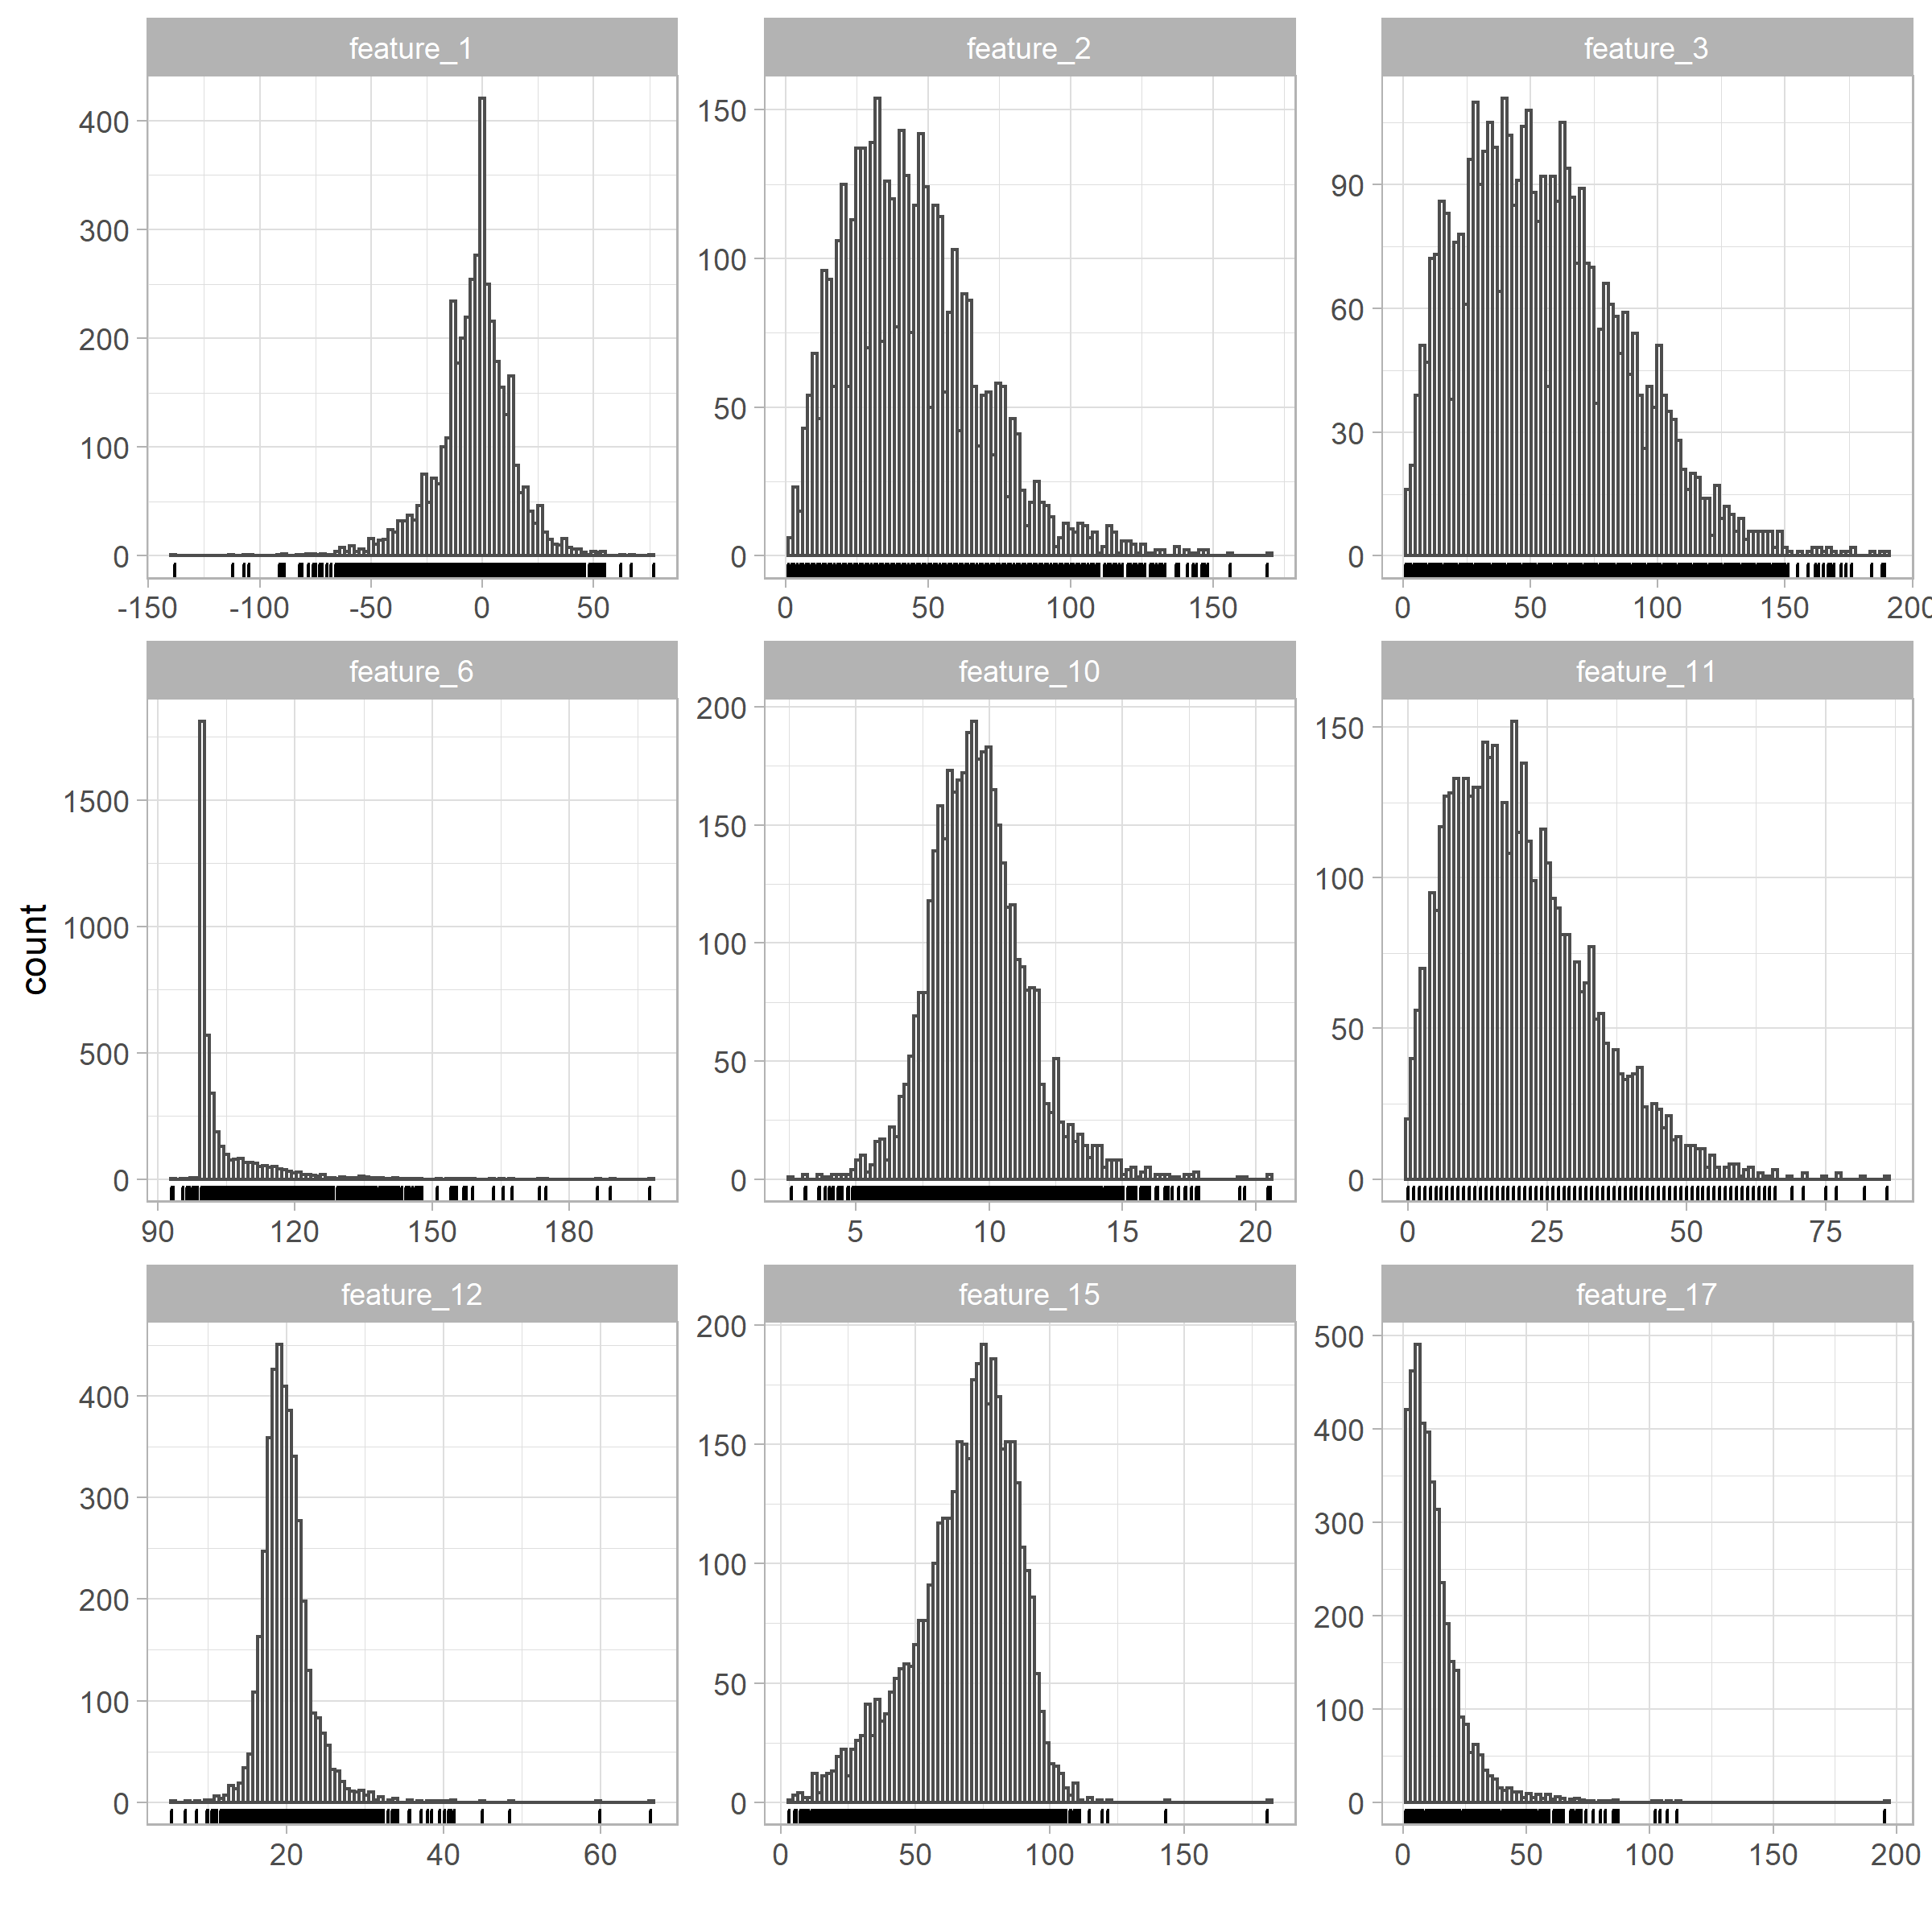 feature_1 feature_2 feature_3
400 300 200 100 0
150 100 50 0
90 60 30 0
-150 -100 -50 0 50
0 50 100 150
0 50 100 150 200
feature_6 feature_10 feature_11
count
1500 1000 500 0
200 150 100 50 0
150 100 50 0
90 120 150 180
5 10 15 20
0 25 50 75
feature_12 feature_15 feature_17
400 300 200 100 0
200 150 100 50 0
500 400 300 200 100 0
20 40 60
0 50 100 150
0 50 100 150 200